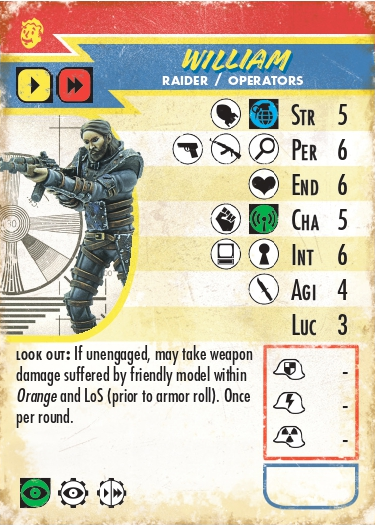 WILLIAM
RAIDER / OPERATORS
STR 5
PER 6
END 6
CHA 5
INT 6
AGI 4
LUC 3
LOOK OUT: If unengaged, may take weapon
damage suffered by friendly model within
Orange and LoS (prior to armor roll). Once
per round.
-
-
-